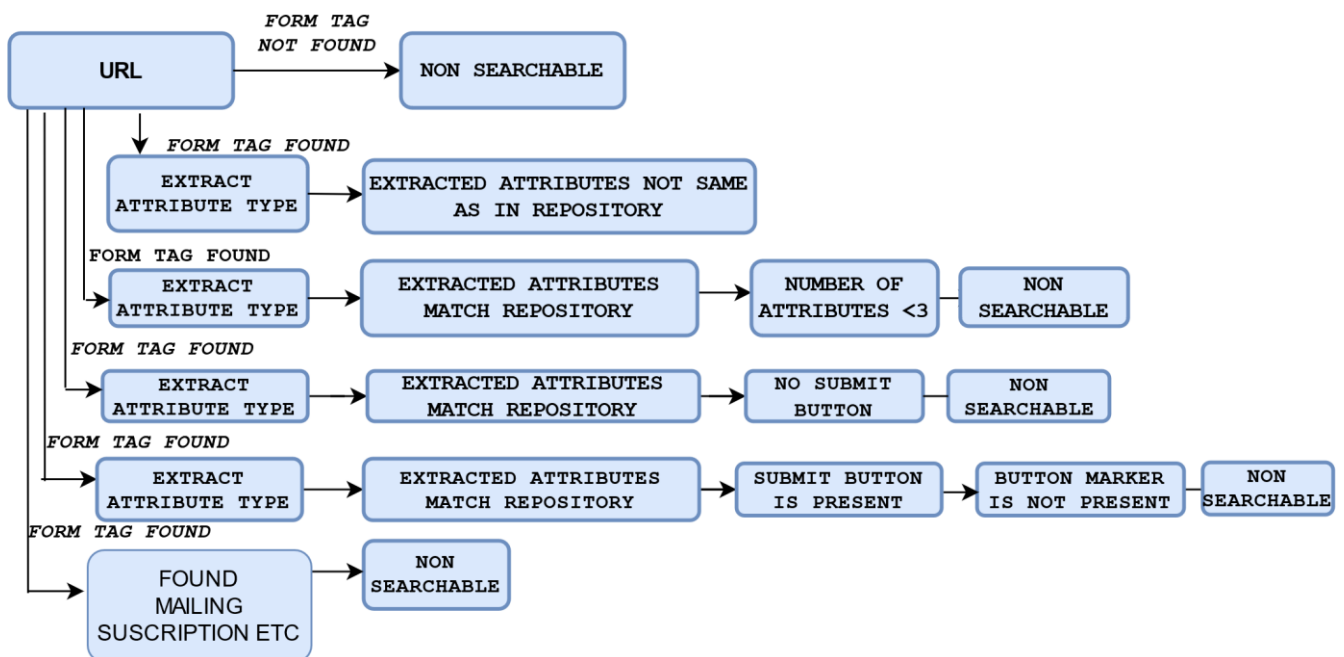 FORM TAG
NOT FOUND
URL
NON SEARCHABLE
FORM TAG FOUND
EXTRACT
ATTRIBUTE TYPE
EXTRACTED ATTRIBUTES NOT SAME
AS IN REPOSITORY
FORM TAG FOUND
EXTRACT
ATTRIBUTE TYPE
EXTRACTED ATTRIBUTES
MATCH REPOSITORY
NUMBER OF
ATTRIBUTES <3
NON
SEARCHABLE
FORM TAG FOUND
EXTRACT
ATTRIBUTE TYPE
EXTRACTED ATTRIBUTES
MATCH REPOSITORY
NO SUBMIT
BUTTON
NON
SEARCHABLE
FORM TAG FOUND
EXTRACT
ATTRIBUTE TYPE
EXTRACTED ATTRIBUTES
MATCH REPOSITORY
SUBMIT BUTTON
IS PRESENT
BUTTON MARKER
IS NOT PRESENT
NON
SEARCHABLE
FORM TAG FOUND
FOUND
MAILING
SUSCRIPTION ETC
NON
SEARCHABLE